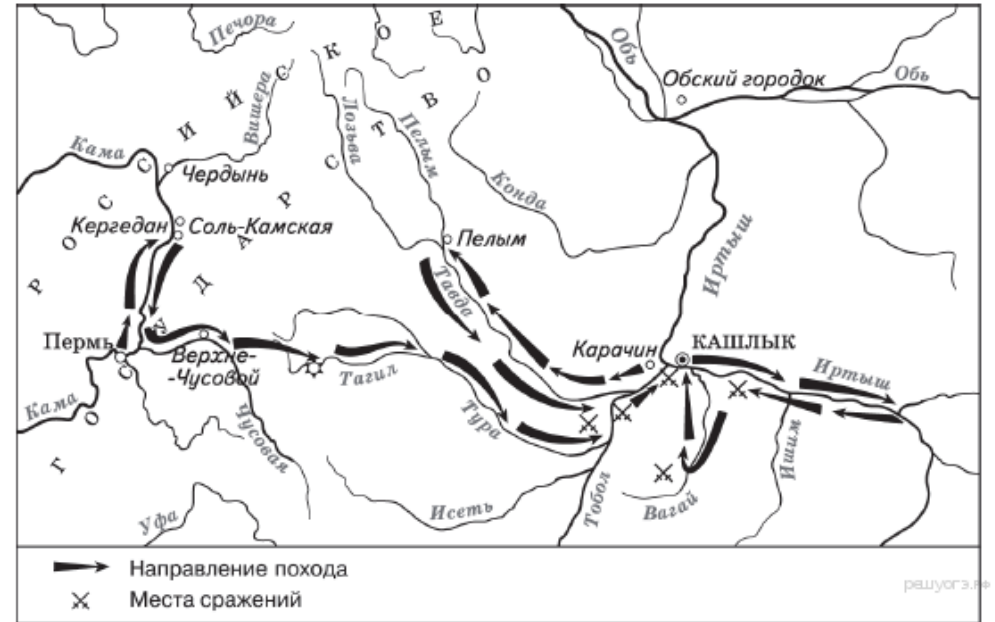 Печора
Обь
Обский городок
Обь
Вишера
Лозьва
Пелым
Кама
Чердынь
Конда
Кергедан
Соль-Камская
Пелым
Иртыш
РОССИЙСКОЕ
ГОСУДАРСТВО
Тавда
Пермь
Верхне-
-Чусовой
Карачин
КАШЛЫК
Тагил
Иртыш
Кама
Тура
Чусовая
Ишим
Тобол
Вагай
Исеть
Уфа
Направление похода
Места сражений
решуогэ.рф